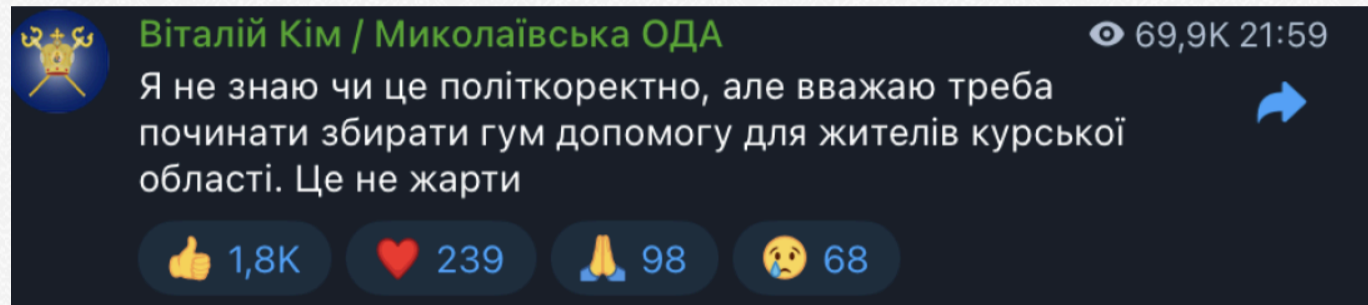 Віталій Кім / Миколаївська ОДА 69,9K 21:59
Я не знаю чи це політкоректно, але вважаю треба
починати збирати гум допомогу для жителів курської
області. Це не жарти
👍 1,8K ❤️ 239 🙏 98 😢 68